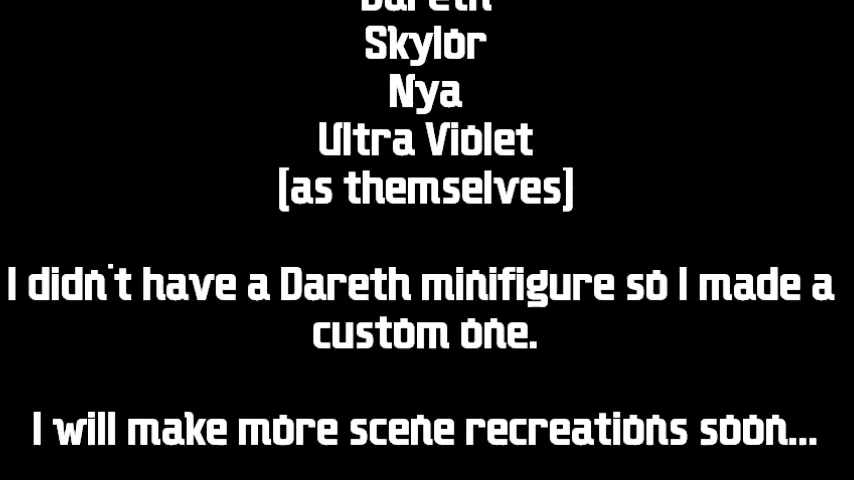 Dareth
Skylor
Nya
Ultra Violet
[as themselves]
I didn't have a Dareth minifigure so I made a
custom one.
I will make more scene recreations soon...